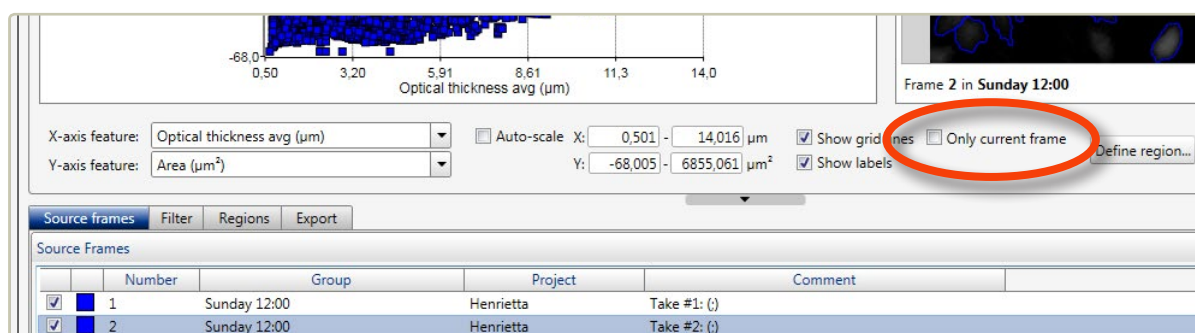 -68,0
0,50 3,20 5,91 8,61 11,3 14,0
Optical thickness avg (µm)
Frame 2 in Sunday 12:00
X-axis feature: Optical thickness avg (µm) Auto-scale X: 0,501 - 14,016 µm Show gridlines Only current frame
Define region...
Y-axis feature: Area (µm²) Y: -68,005 - 6855,061 µm² Show labels
Source frames Filter Regions Export
Source Frames
Number Group Project Comment
1 Sunday 12:00 Henrietta Take #1: (;)
2 Sunday 12:00 Henrietta Take #2: (;)